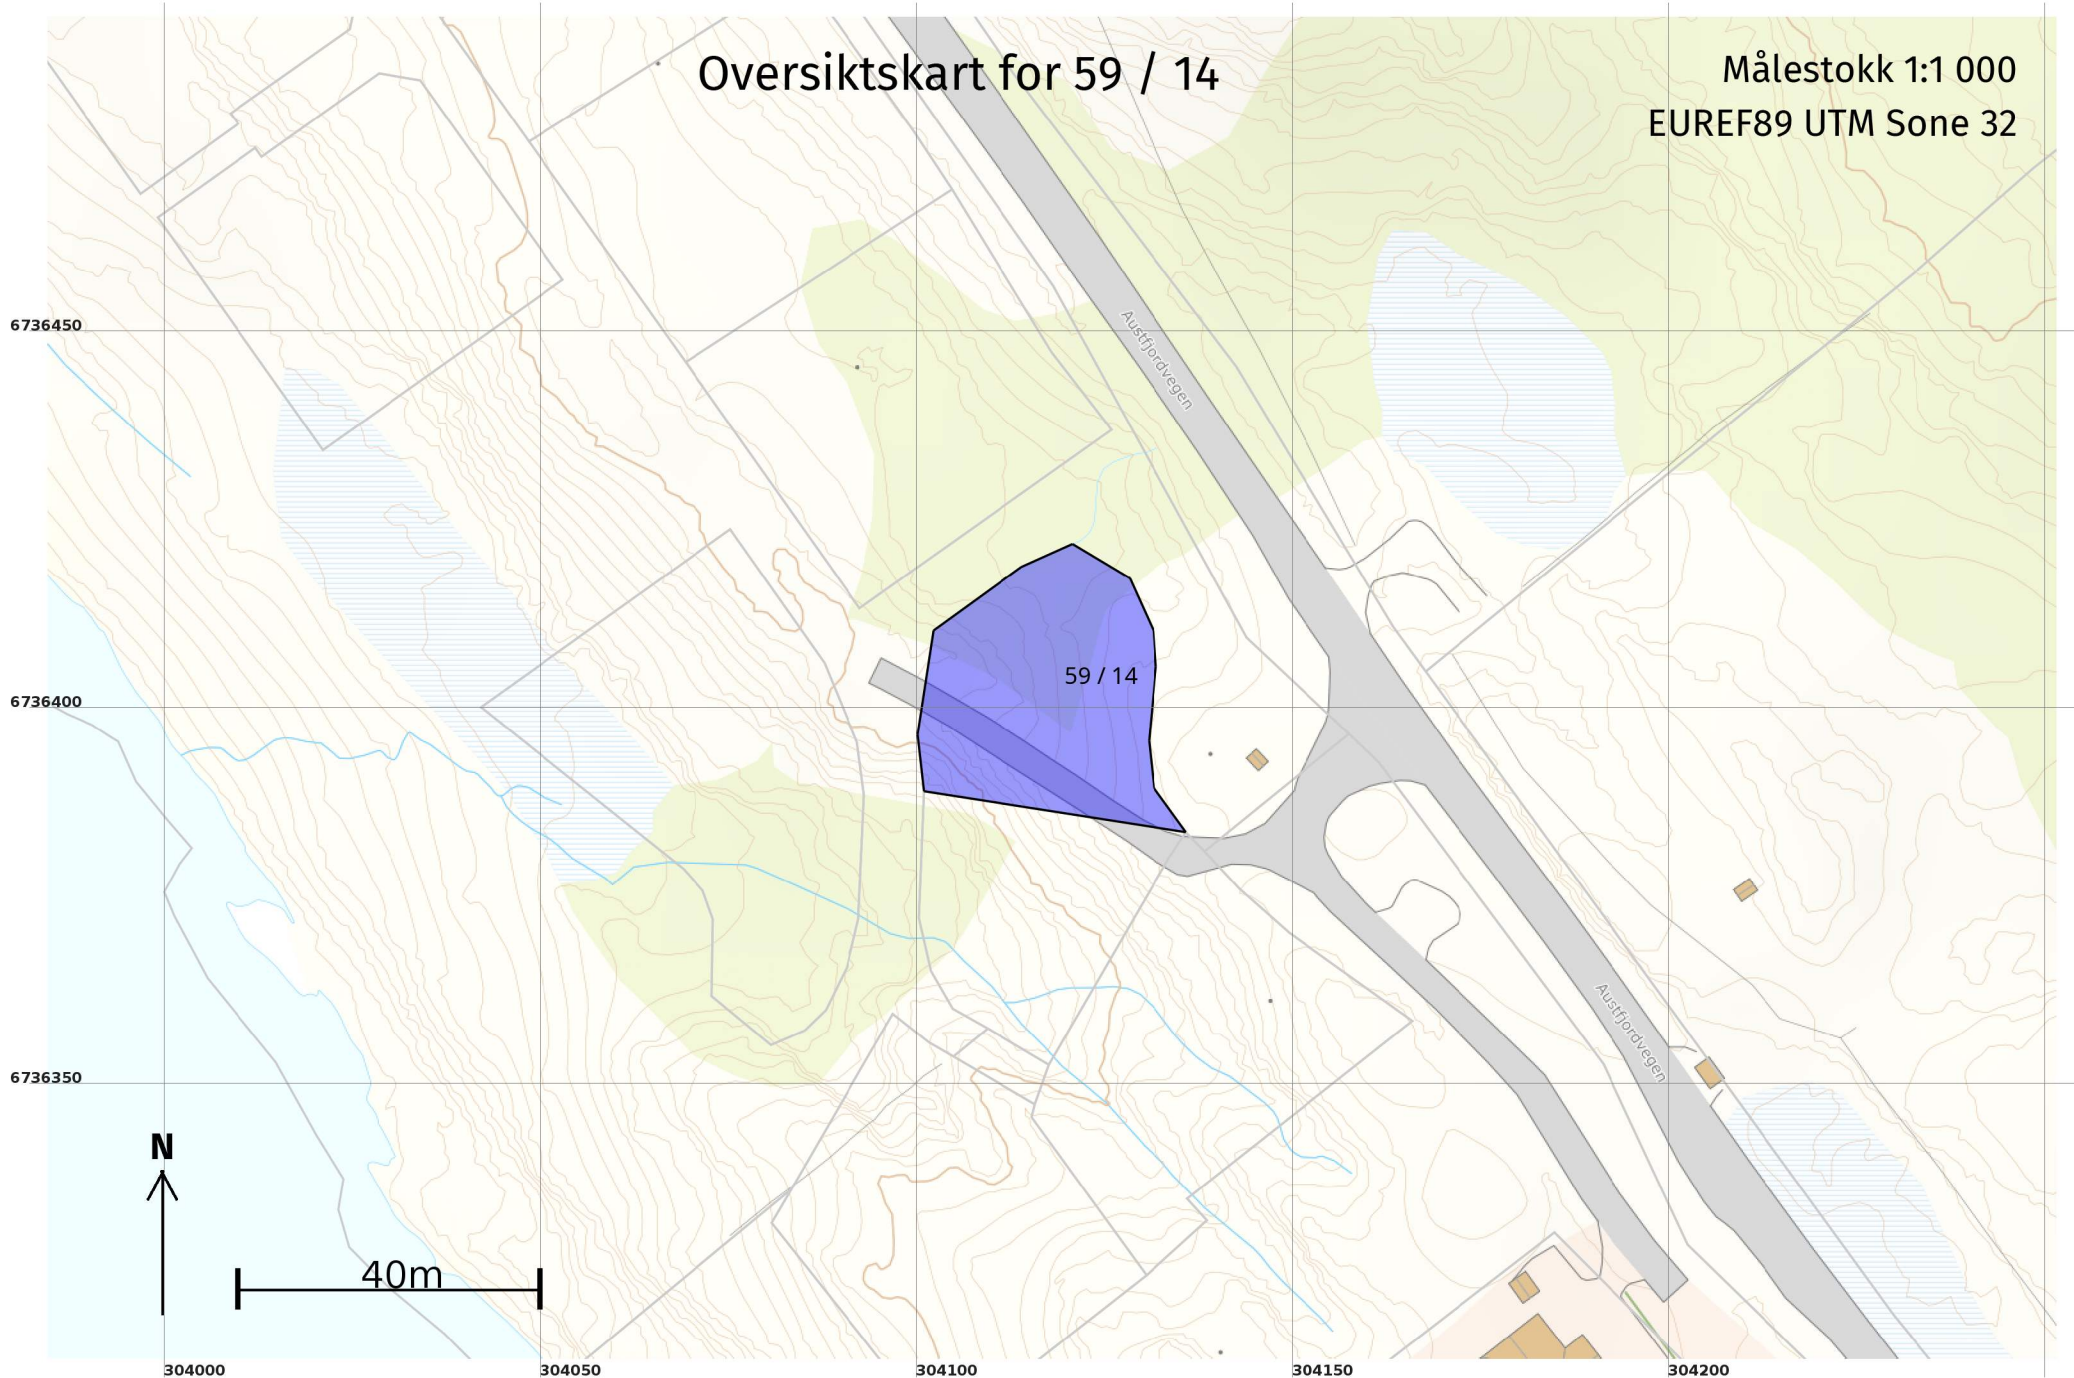 Oversiktskart for 59 / 14
Målestokk 1:1 000
EUREF89 UTM Sone 32
Austfjordvegen
6736450
59 / 14
6736400
Austfjordvegen
6736350
N
40m
304000
304050
304100
304150
304200